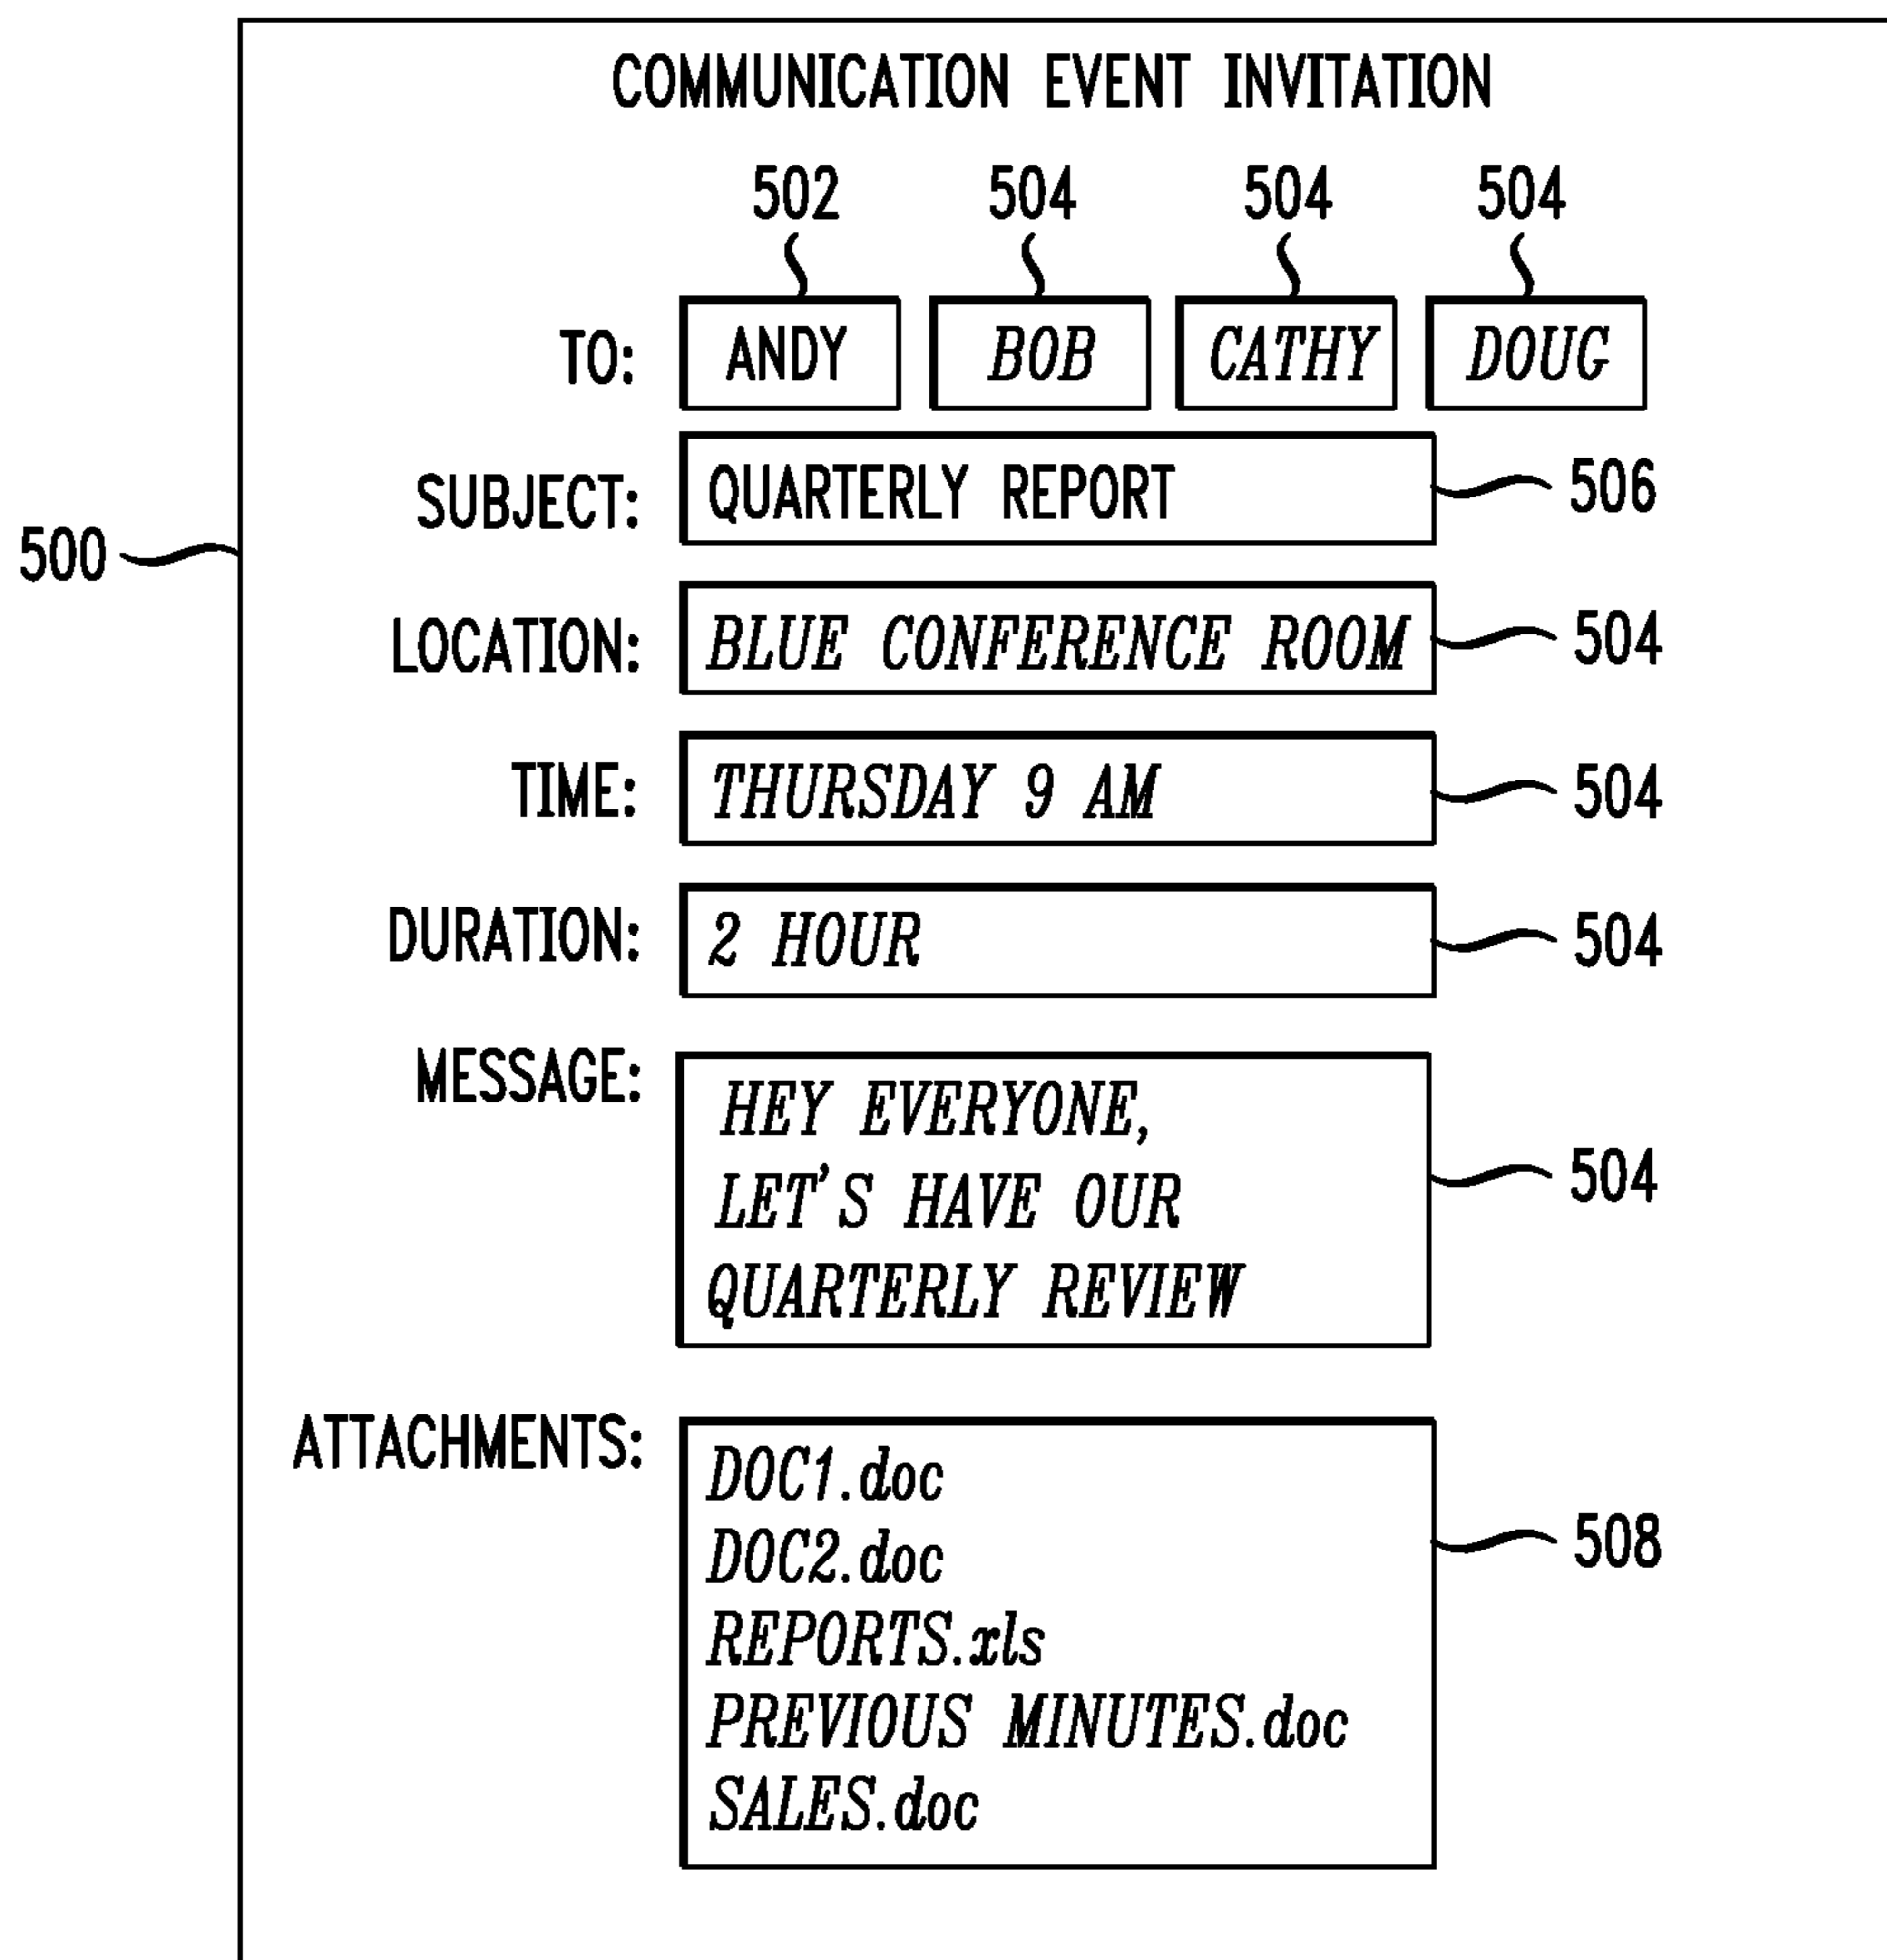 COMMUNICATION EVENT INVITATION
502 504 504 504
TO: ANDY BOB CATHY DOUG
SUBJECT: QUARTERLY REPORT 506
500
LOCATION: BLUE CONFERENCE ROOM 504
TIME: THURSDAY 9 AM 504
DURATION: 2 HOUR 504
MESSAGE: HEY EVERYONE,
LET'S HAVE OUR 504
QUARTERLY REVIEW
ATTACHMENTS: DOC1.doc
508
DOC2.doc
REPORTS.xls
PREVIOUS MINUTES.doc
SALES.doc